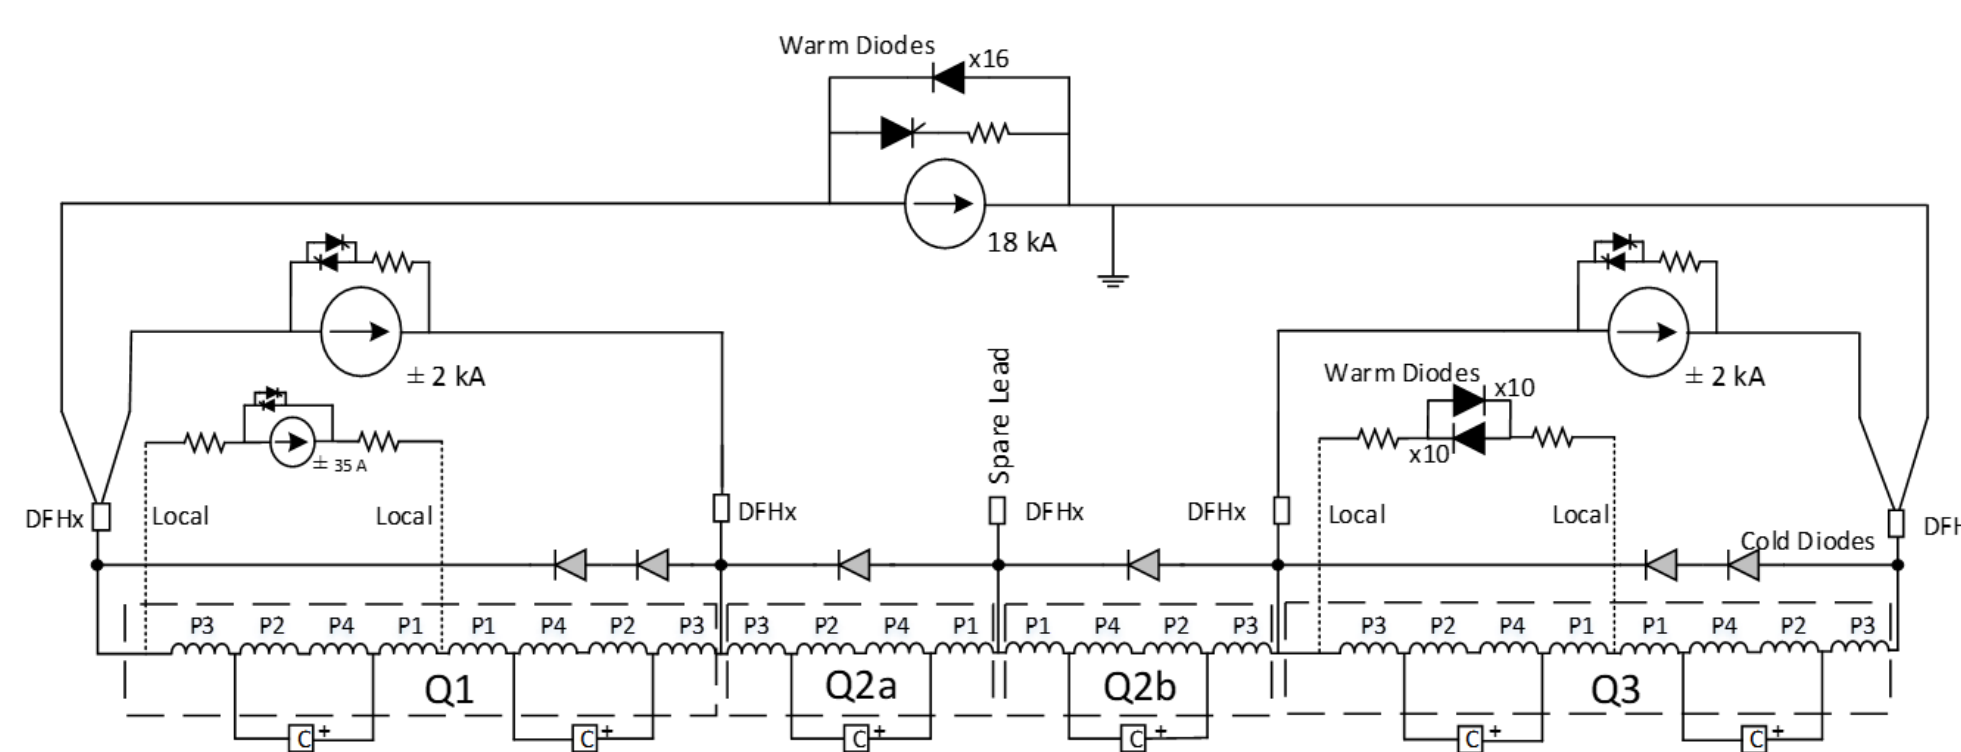 Warm Diodes
x16
18 kA
± 2 kA
± 2 kA
Warm Diodes
x10
x10
± 35 A
Spare Lead
DFHx
Local
Local
DFHx
DFHx
DFHx
Local
Local
DFH
Cold Diodes
P3 P2 P4 P1 P1 P4 P2 P3 P3 P2 P4 P1 P1 P4 P2 P3 P3 P2 P4 P1 P1 P4 P2 P3
Q1 Q2a Q2b Q3
C + C + C + C + C + C +